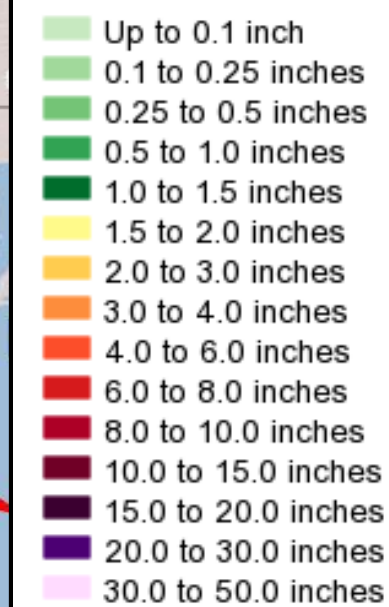 Up to 0.1 inch
0.1 to 0.25 inches
0.25 to 0.5 inches
0.5 to 1.0 inches
1.0 to 1.5 inches
1.5 to 2.0 inches
2.0 to 3.0 inches
3.0 to 4.0 inches
4.0 to 6.0 inches
6.0 to 8.0 inches
8.0 to 10.0 inches
10.0 to 15.0 inches
15.0 to 20.0 inches
20.0 to 30.0 inches
30.0 to 50.0 inches